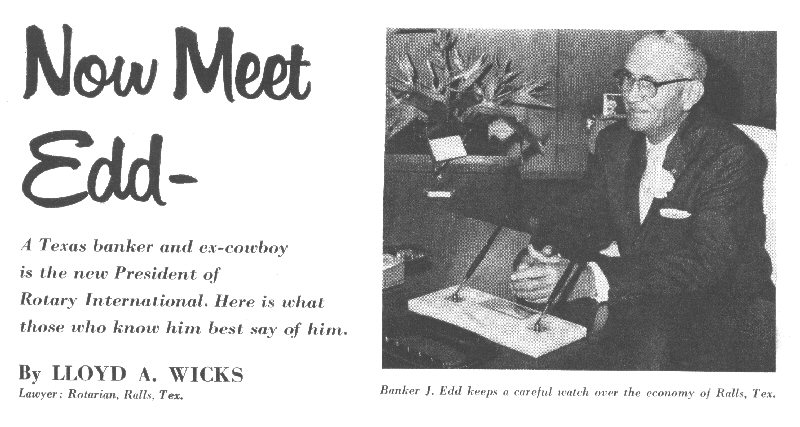 Now Meet
Edd-
A Texas banker and ex-cowboy
is the new President of
Rotary International. Here is what
those who know him best say of him.
By LLOYD A. WICKS
Lawyer: Rotarian, Ralls, Tex.
Banker J. Edd keeps a careful watch over the economy of Ralls, Tex.